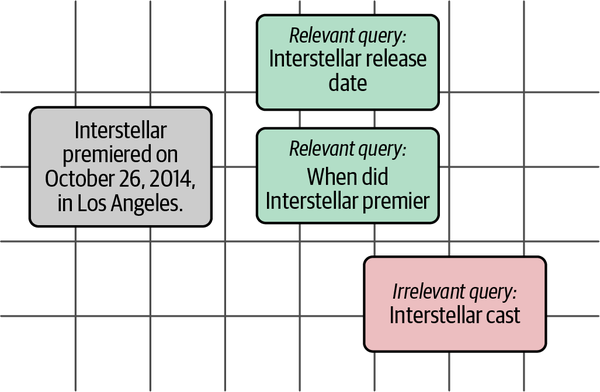 Interstellar
premiered on
October 26, 2014,
in Los Angeles.
Relevant query:
Interstellar release
date
Relevant query:
When did
Interstellar premier
Irrelevant query:
Interstellar cast